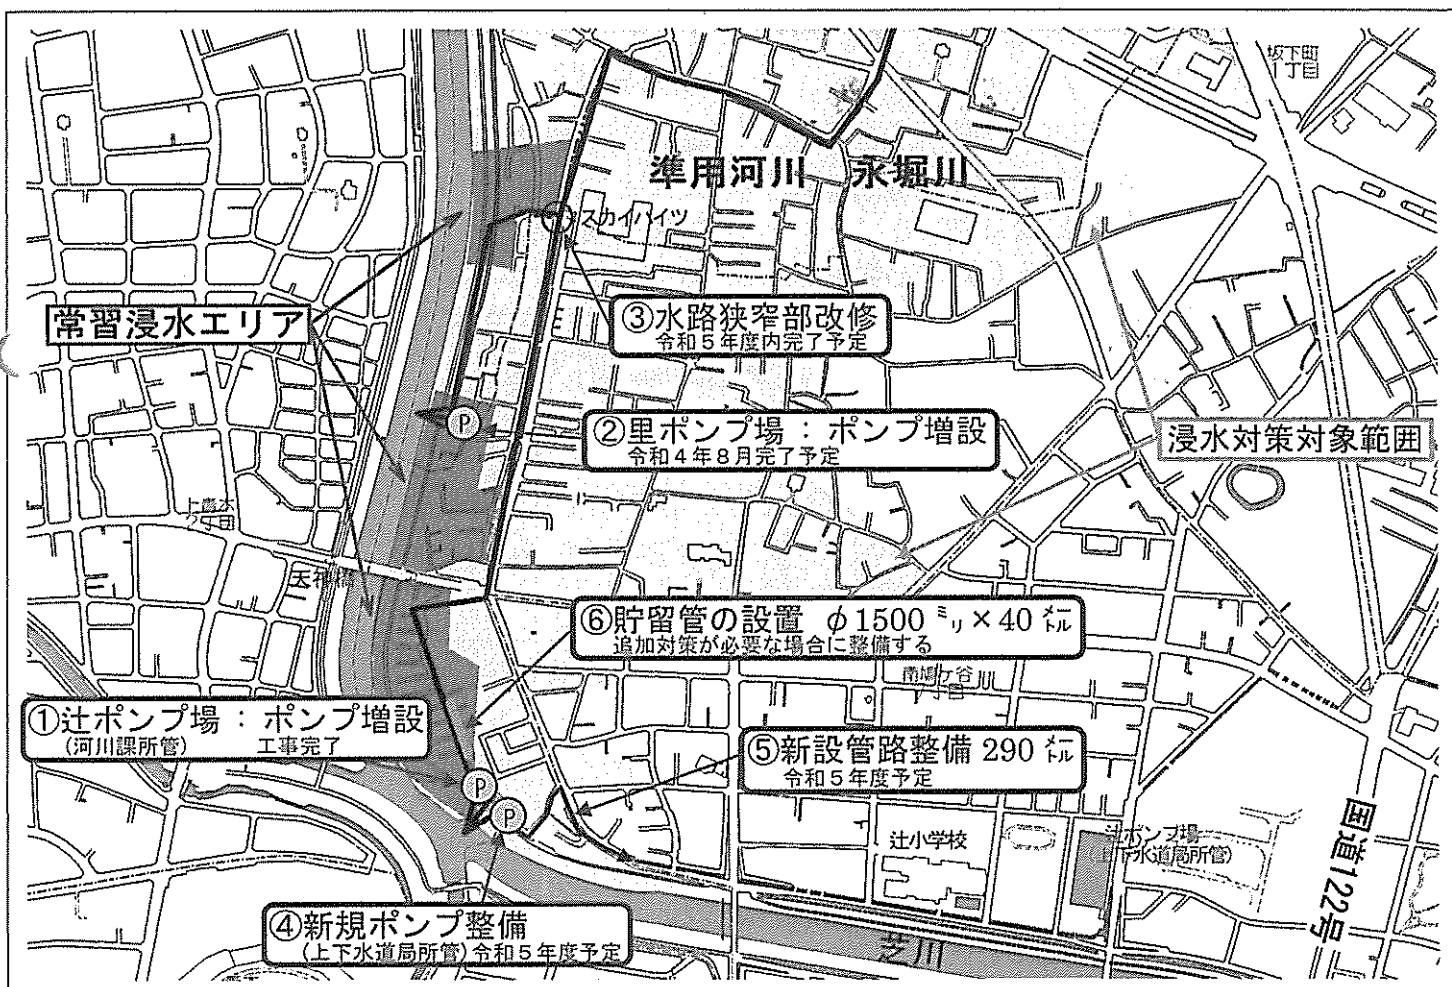 坂下町
1丁目
準用河川 永堀川
スカイハイツ
常習浸水エリア
③水路狭窄部改修
令和5年度内完了予定
②里ポンプ場：ポンプ増設
令和4年8月完了予定
浸水対策対象範囲
天神橋
⑥貯留管の設置 φ1500ミリ×40メートル
追加対策が必要な場合に整備する
南鳩ヶ谷
①辻ポンプ場：ポンプ増設
(河川課所管) 工事完了
⑤新設管路整備 290メートル
令和5年度予定
国道122号
辻小学校
辻ポンプ場
(上下水道局所管)
④新規ポンプ整備
(上下水道局所管)令和5年度予定
芝川
P
P
P